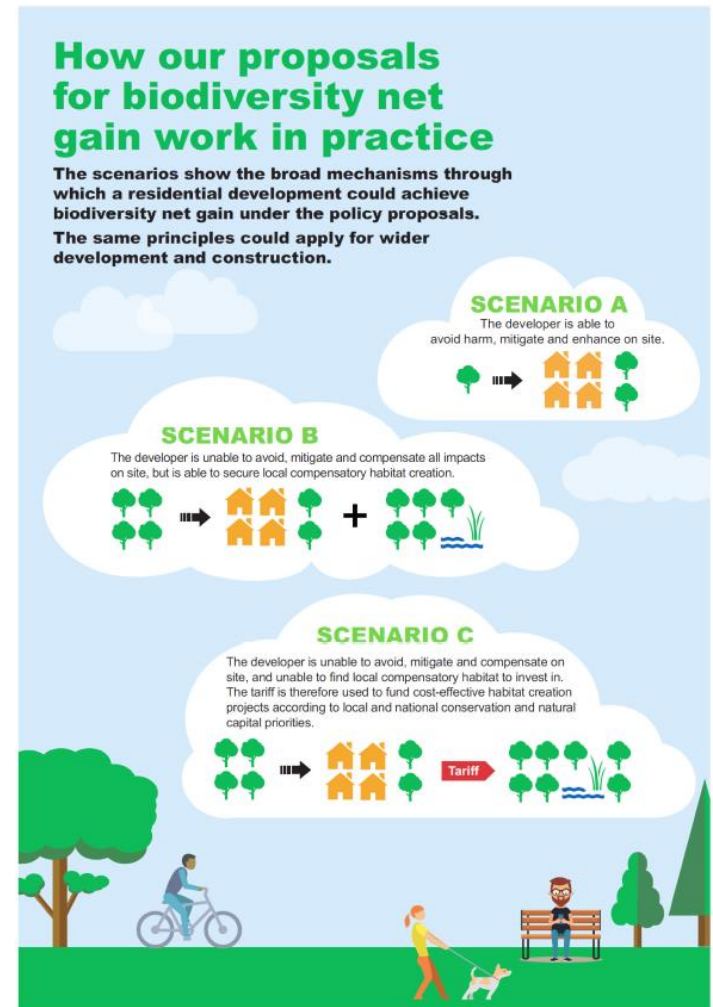 How our proposals
for biodiversity net
gain work in practice
The scenarios show the broad mechanisms through
which a residential development could achieve
biodiversity net gain under the policy proposals.
The same principles could apply for wider
development and construction.
SCENARIO A
The developer is able to
avoid harm, mitigate and enhance on site.
SCENARIO B
The developer is unable to avoid, mitigate and compensate all impacts
on site, but is able to secure local compensatory habitat creation.
+
SCENARIO C
The developer is unable to avoid, mitigate and compensate on
site, and unable to find local compensatory habitat to invest in.
The tariff is therefore used to fund cost-effective habitat creation
projects according to local and national conservation and natural
capital priorities.
Tariff